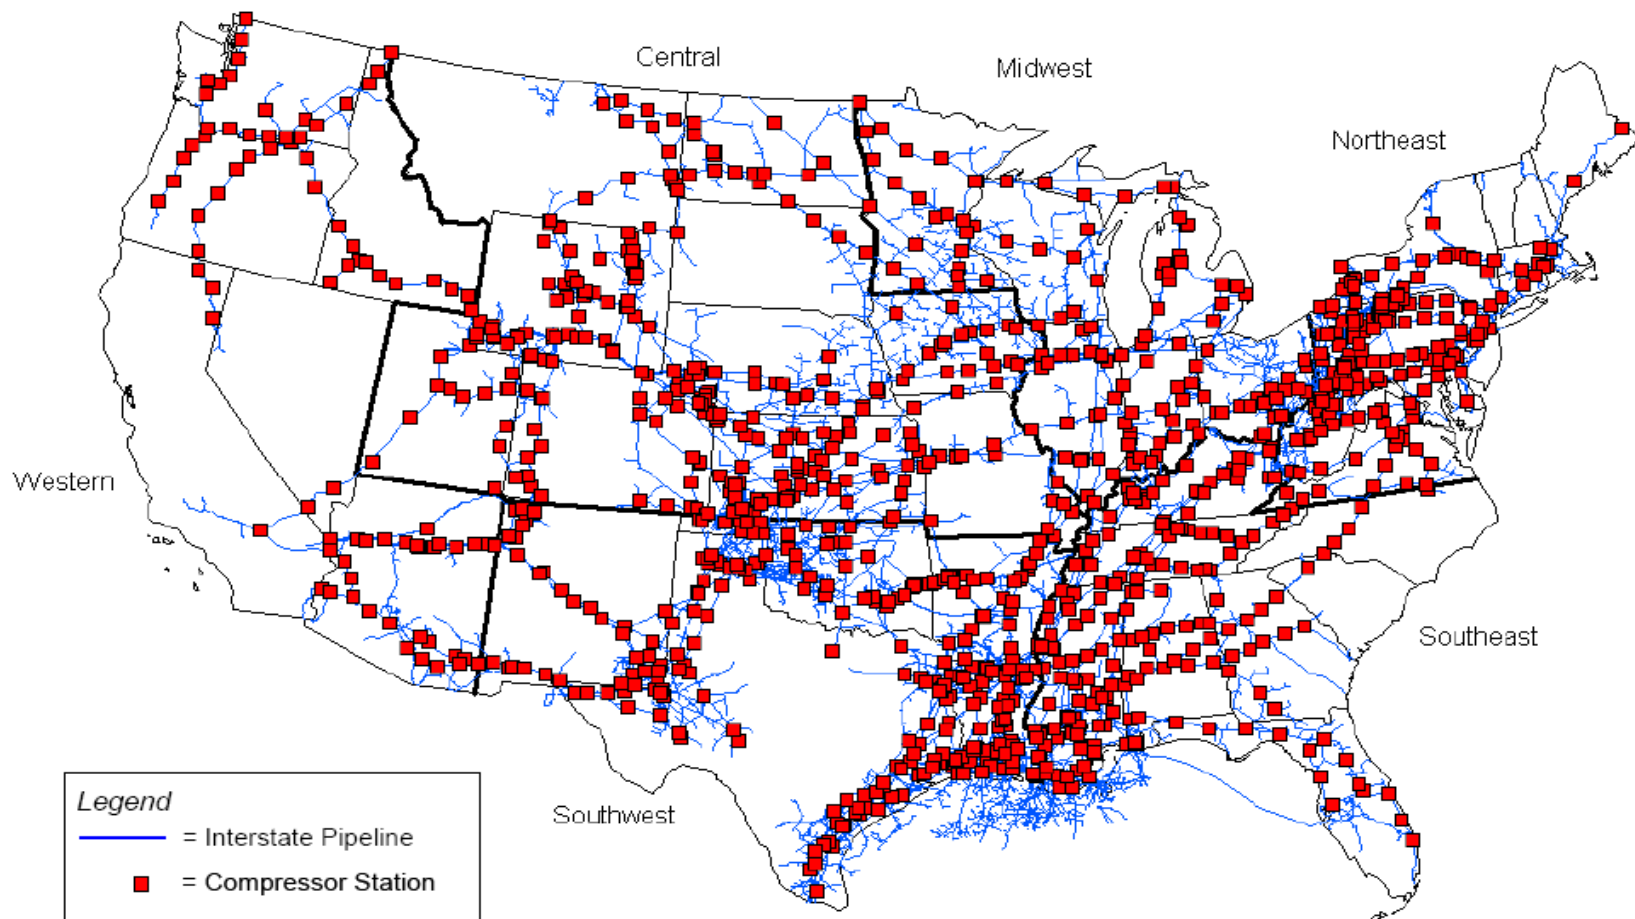 Central
Midwest
Northeast
Western
Southeast
Southwest
Legend
= Interstate Pipeline
= Compressor Station